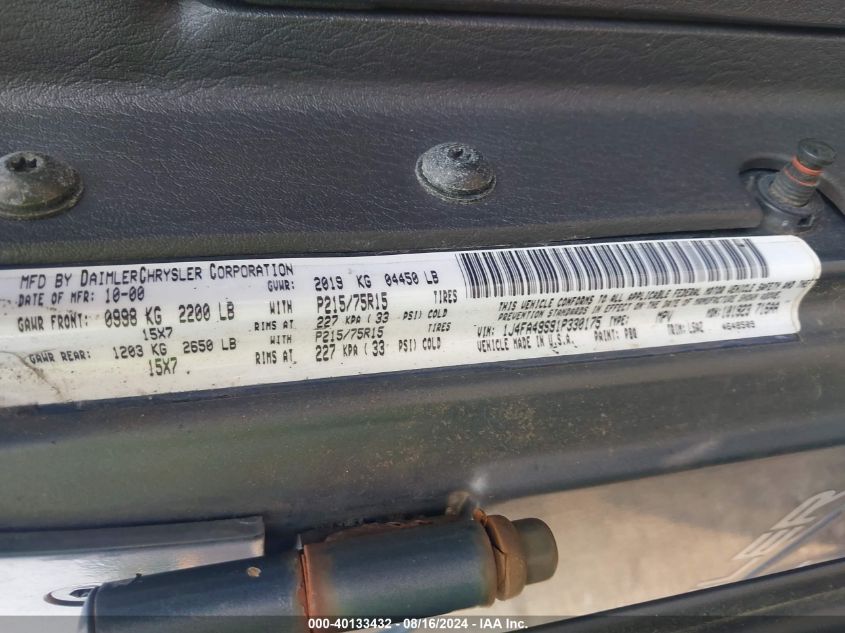 MFD BY DAIMLERCHRYSLER CORPORATION
DATE OF MFR: 10-00 GVWR: 2019 KG 04450 LB
GAWR FRONT: 0998 KG 2200 LB WITH P215/75R15 TIRES
15X7 RIMS AT 227 KPA ( 33 PSI) COLD
GAWR REAR: 1203 KG 2650 LB WITH P215/75R15 TIRES
15X7 RIMS AT 227 KPA ( 33 PSI) COLD
THIS VEHICLE CONFORMS TO ALL APPLICABLE FEDERAL MOTOR VEHICLE SAFETY AND THEFT
PREVENTION STANDARDS IN EFFECT ON THE DATE OF MANUFACTURE SHOWN ABOVE.
VIN: 1J4FA49S91P330175 TYPE: MPV MDH:
VEHICLE MADE IN U.S.A. PAINT: TRIM:
LER
000-40133432 - 08/16/2024 - IAA Inc.